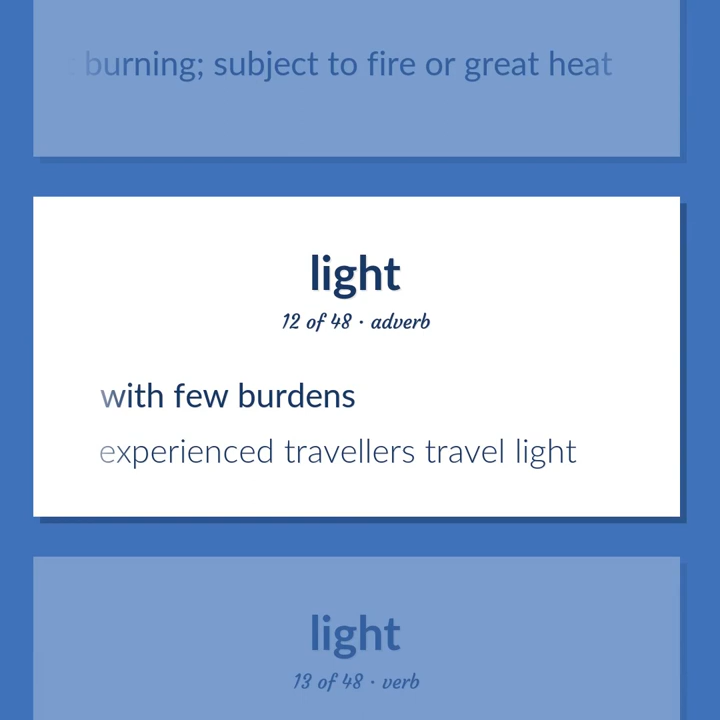 burning; subject to fire or great heat
light
12 of 48 · adverb
with few burdens
experienced travellers travel light
light
13 of 48 · verb